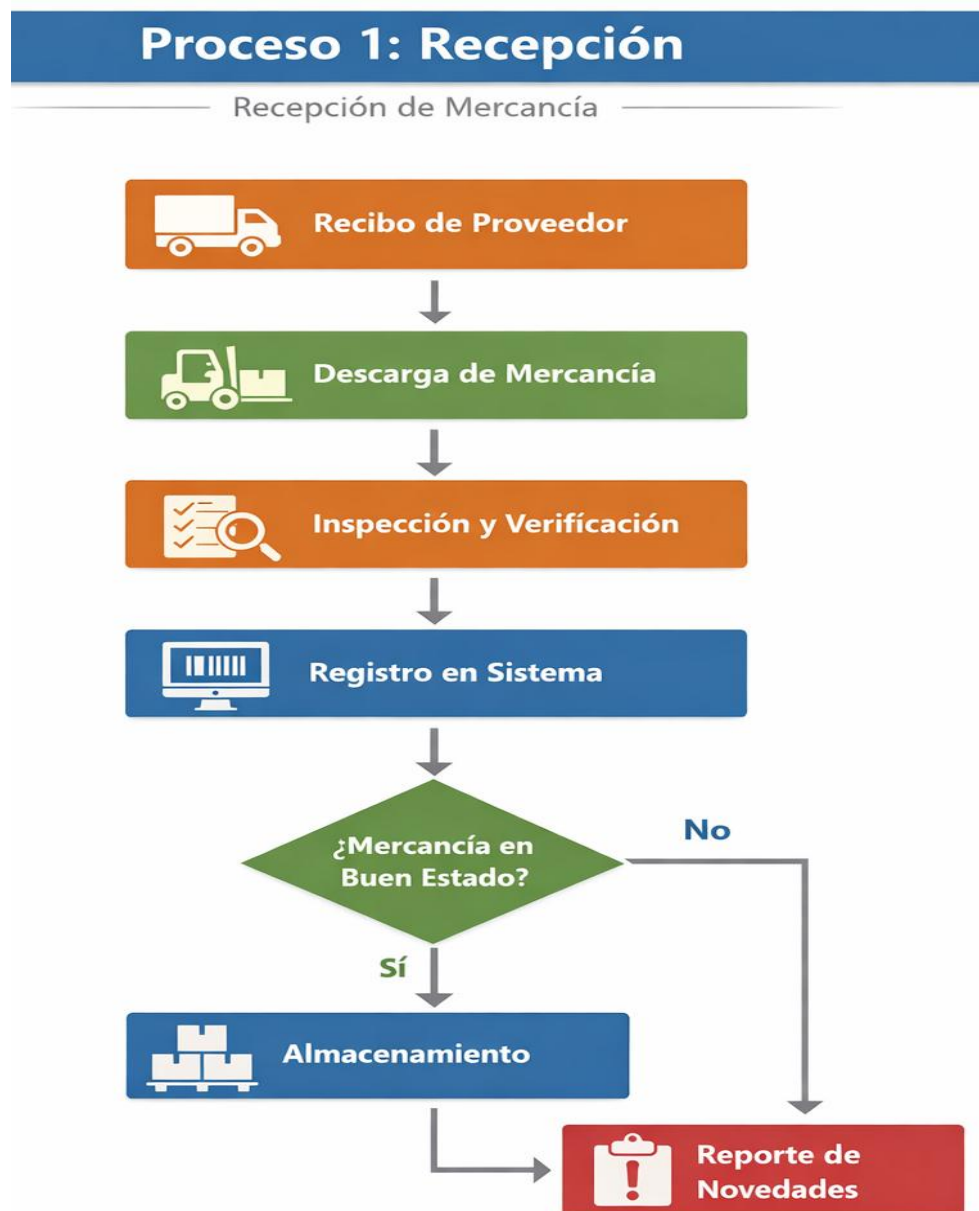 Proceso 1: Recepción
Recepción de Mercancía
Recibo de Proveedor
Descarga de Mercancía
Inspección y Verifícación
Registro en Sistema
¿Mercancía en
Buen Estado?
No
Sí
Almacenamiento
Reporte de
Novedades